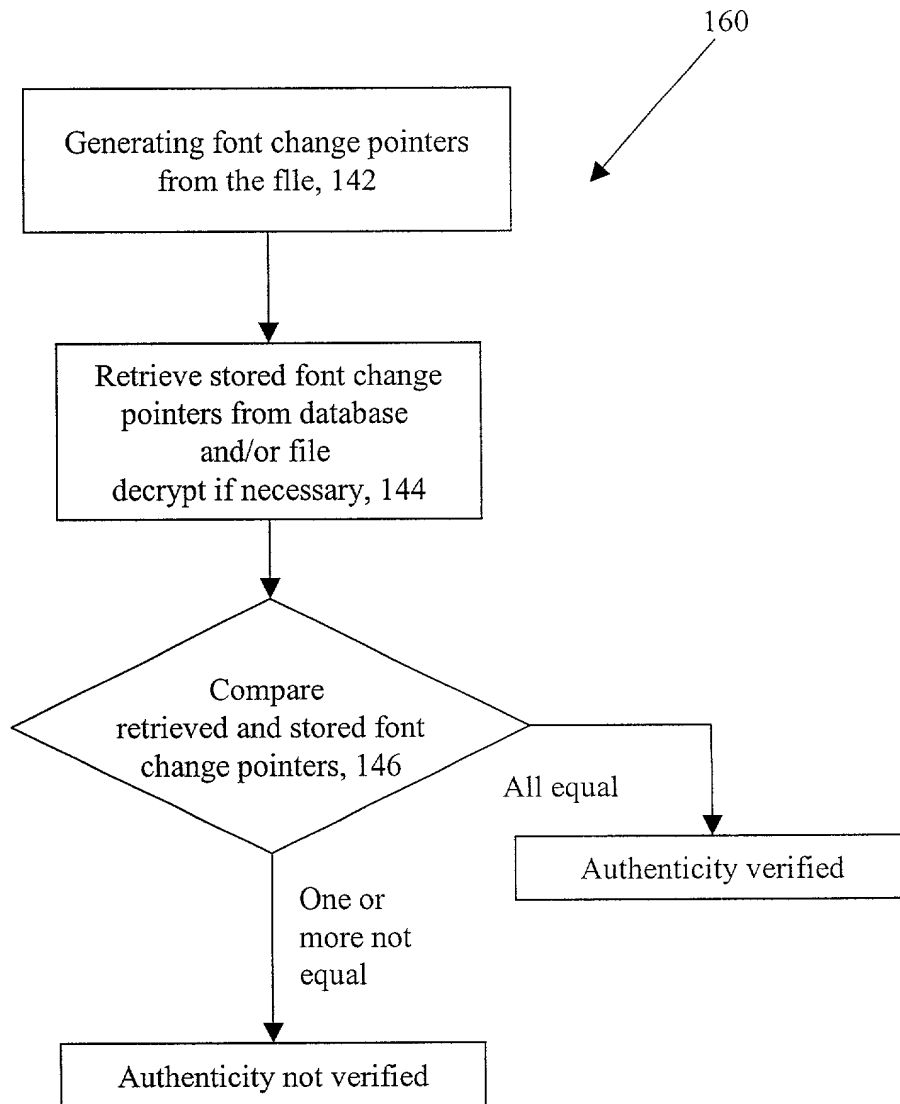 160
Generating font change pointers
from the file, 142
Retrieve stored font change
pointers from database
and/or file
decrypt if necessary, 144
Compare
retrieved and stored font
change pointers, 146
All equal
Authenticity verified
One or
more not
equal
Authenticity not verified